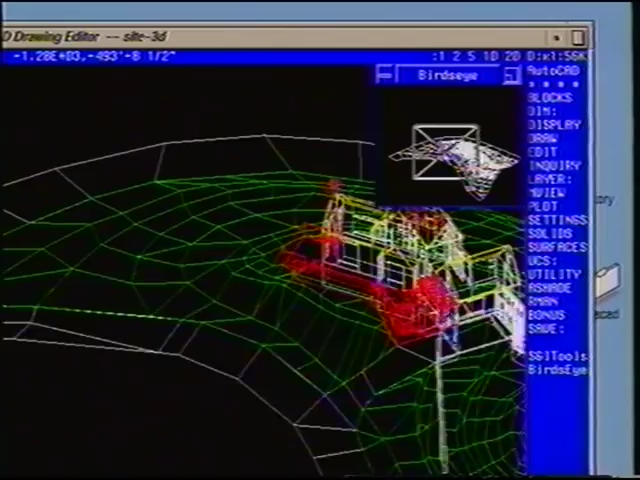 D Drawing Editor -- site-3d
-1.28E+03,-493'-8 1/2"
:1 2 5 10 20
Birdseye
AutoCAD
* * * *
BLOCKS
DIM:
DISPLAY
DRAW
EDIT
INQUIRY
LAYER:
MVIEW
PLOT
SETTINGS
SOLIDS
SURFACES
UCS:
UTILITY
ASHADE
RMAN
BONUS
SAVE:
SGITools
BirdsEye